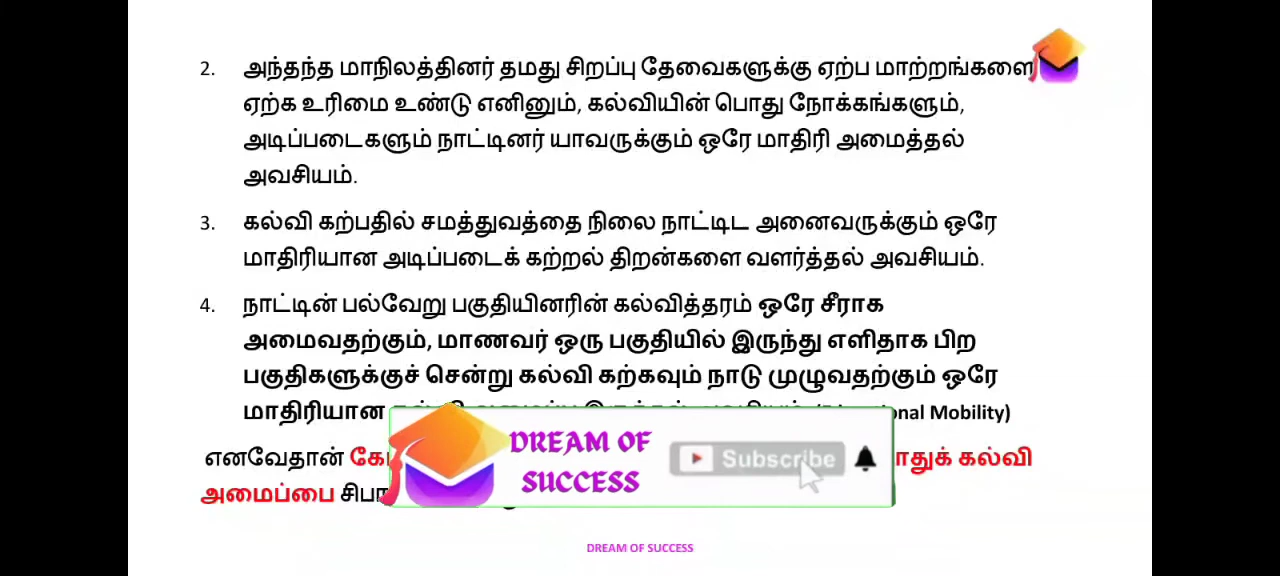 2. அந்தந்த மாநிலத்தினர் தமது சிறப்பு தேவைகளுக்கு ஏற்ப மாற்றங்களை
ஏற்க உரிமை உண்டு எனினும், கல்வியின் பொது நோக்கங்களும்,
அடிப்படைகளும் நாட்டினர் யாவருக்கும் ஒரே மாதிரி அமைத்தல்
அவசியம்.
3. கல்வி கற்பதில் சமத்துவத்தை நிலை நாட்டிட அனைவருக்கும் ஒரே
மாதிரியான அடிப்படைக் கற்றல் திறன்களை வளர்த்தல் அவசியம்.
4. நாட்டின் பல்வேறு பகுதியினரின் கல்வித்தரம் ஒரே சீராக
அமைவதற்கும், மாணவர் ஒரு பகுதியில் இருந்து எளிதாக பிற
பகுதிகளுக்குச் சென்று கல்வி கற்கவும் நாடு முழுவதற்கும் ஒரே
மாதிரியான Mobility)
எனவேதான் கல்வி
அமைப்பை
DREAM OF
SUCCESS
Subscribe
DREAM OF SUCCESS